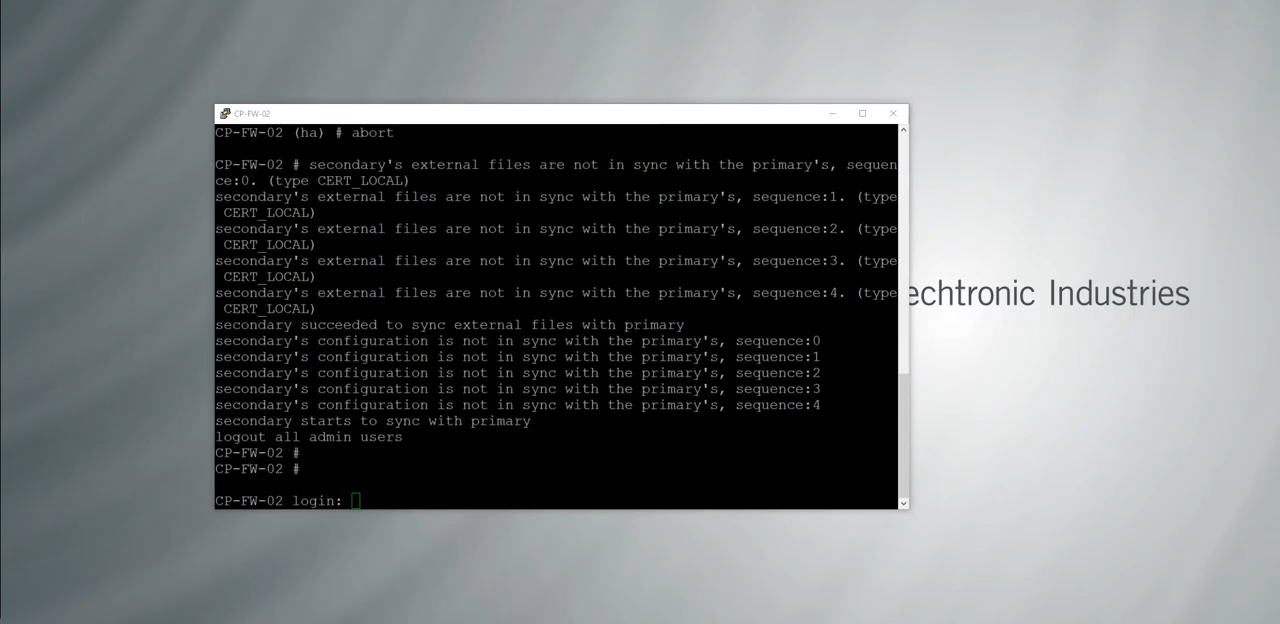 CP-FW-02
CP-FW-02 (ha) # abort
CP-FW-02 # secondary's external files are not in sync with the primary's, sequen
ce:0. (type CERT_LOCAL)
secondary's external files are not in sync with the primary's, sequence:1. (type
CERT_LOCAL)
secondary's external files are not in sync with the primary's, sequence:2. (type
CERT_LOCAL)
secondary's external files are not in sync with the primary's, sequence:3. (type
CERT_LOCAL)
secondary's external files are not in sync with the primary's, sequence:4. (type
CERT_LOCAL)
secondary succeeded to sync external files with primary
secondary's configuration is not in sync with the primary's, sequence:0
secondary's configuration is not in sync with the primary's, sequence:1
secondary's configuration is not in sync with the primary's, sequence:2
secondary's configuration is not in sync with the primary's, sequence:3
secondary's configuration is not in sync with the primary's, sequence:4
secondary starts to sync with primary
logout all admin users
CP-FW-02 #
CP-FW-02 #
CP-FW-02 login:
echtronic Industries